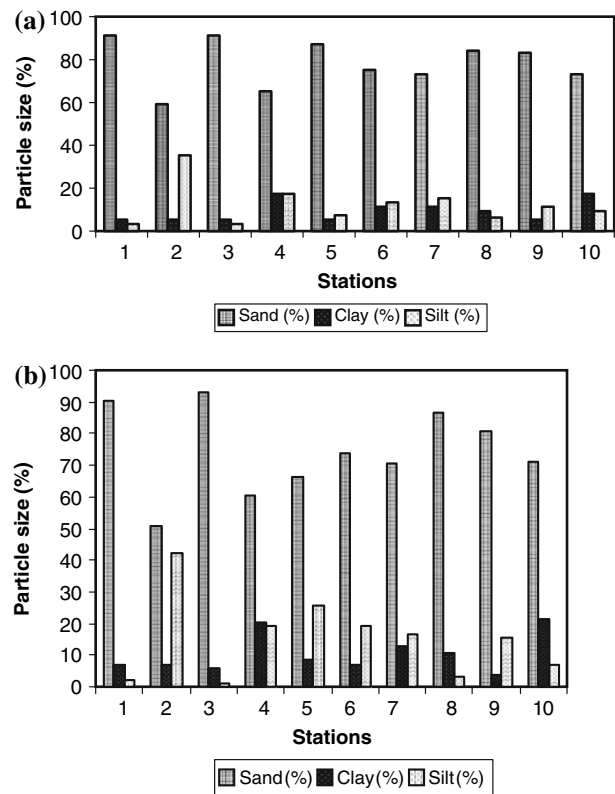 (a)
Particle size (%)
100
80
60
40
20
0
1 2 3 4 5 6 7 8 9 10
Stations
Sand (%) Clay (%) Silt (%)
(b)
Particle size (%)
100
90
80
70
60
50
40
30
20
10
0
1 2 3 4 5 6 7 8 9 10
Stations
Sand(%) Clay(%) Silt(%)